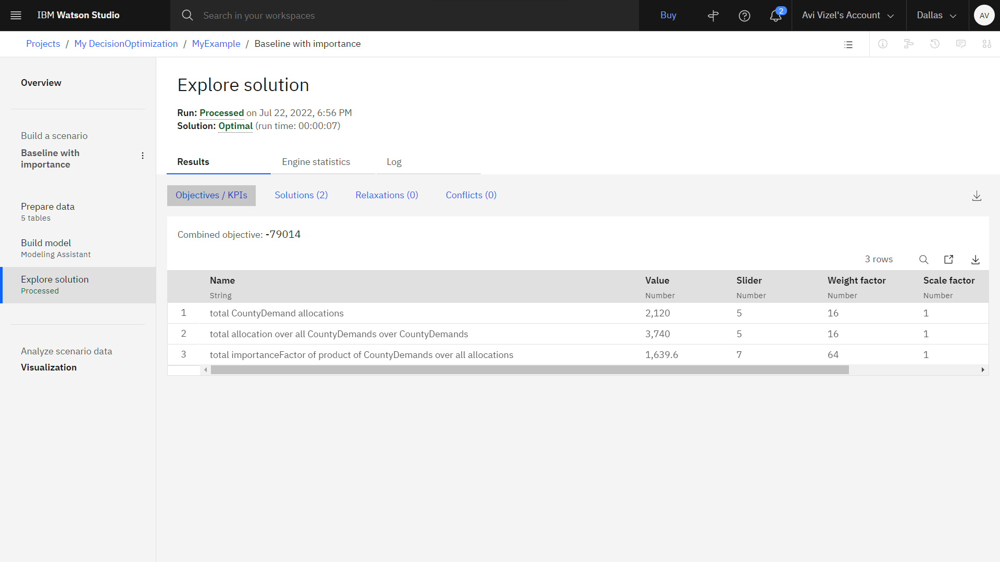 IBM Watson Studio
Search in your workspaces
Buy
2
Avi Vizel's Account
Dallas
AV
Projects / My DecisionOptimization / MyExample / Baseline with importance
Overview
Build a scenario
Baseline with
importance
Prepare data
5 tables
Build model
Modeling Assistant
Explore solution
Processed
Analyze scenario data
Visualization
Explore solution
Run: Processed on Jul 22, 2022, 6:56 PM
Solution: Optimal (run time: 00:00:07)
Results Engine statistics Log
Objectives / KPIs Solutions (2) Relaxations (0) Conflicts (0)
Combined objective: -79014
3 rows
Name Value Slider Weight factor Scale factor
String Number Number Number Number
1 total CountyDemand allocations 2,120 5 16 1
2 total allocation over all CountyDemands over CountyDemands 3,740 5 16 1
3 total importanceFactor of product of CountyDemands over all allocations 1,639.6 7 64 1